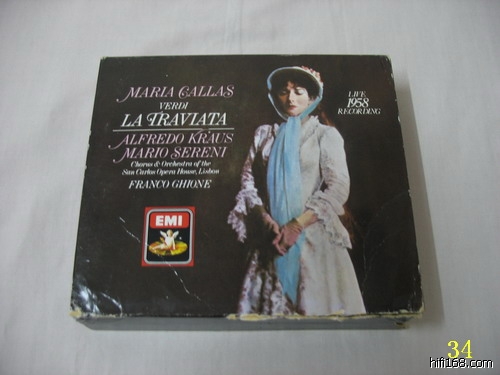 MARIA CALLAS
VERDI
LA TRAVIATA
ALFREDO KRAUS
MARIO SERENI
Chorus & Orchestra of the
San Carlos Opera House, Lisbon
FRANCO GHIONE
EMI
LIVE
1958
RECORDING
34
hifi168.com